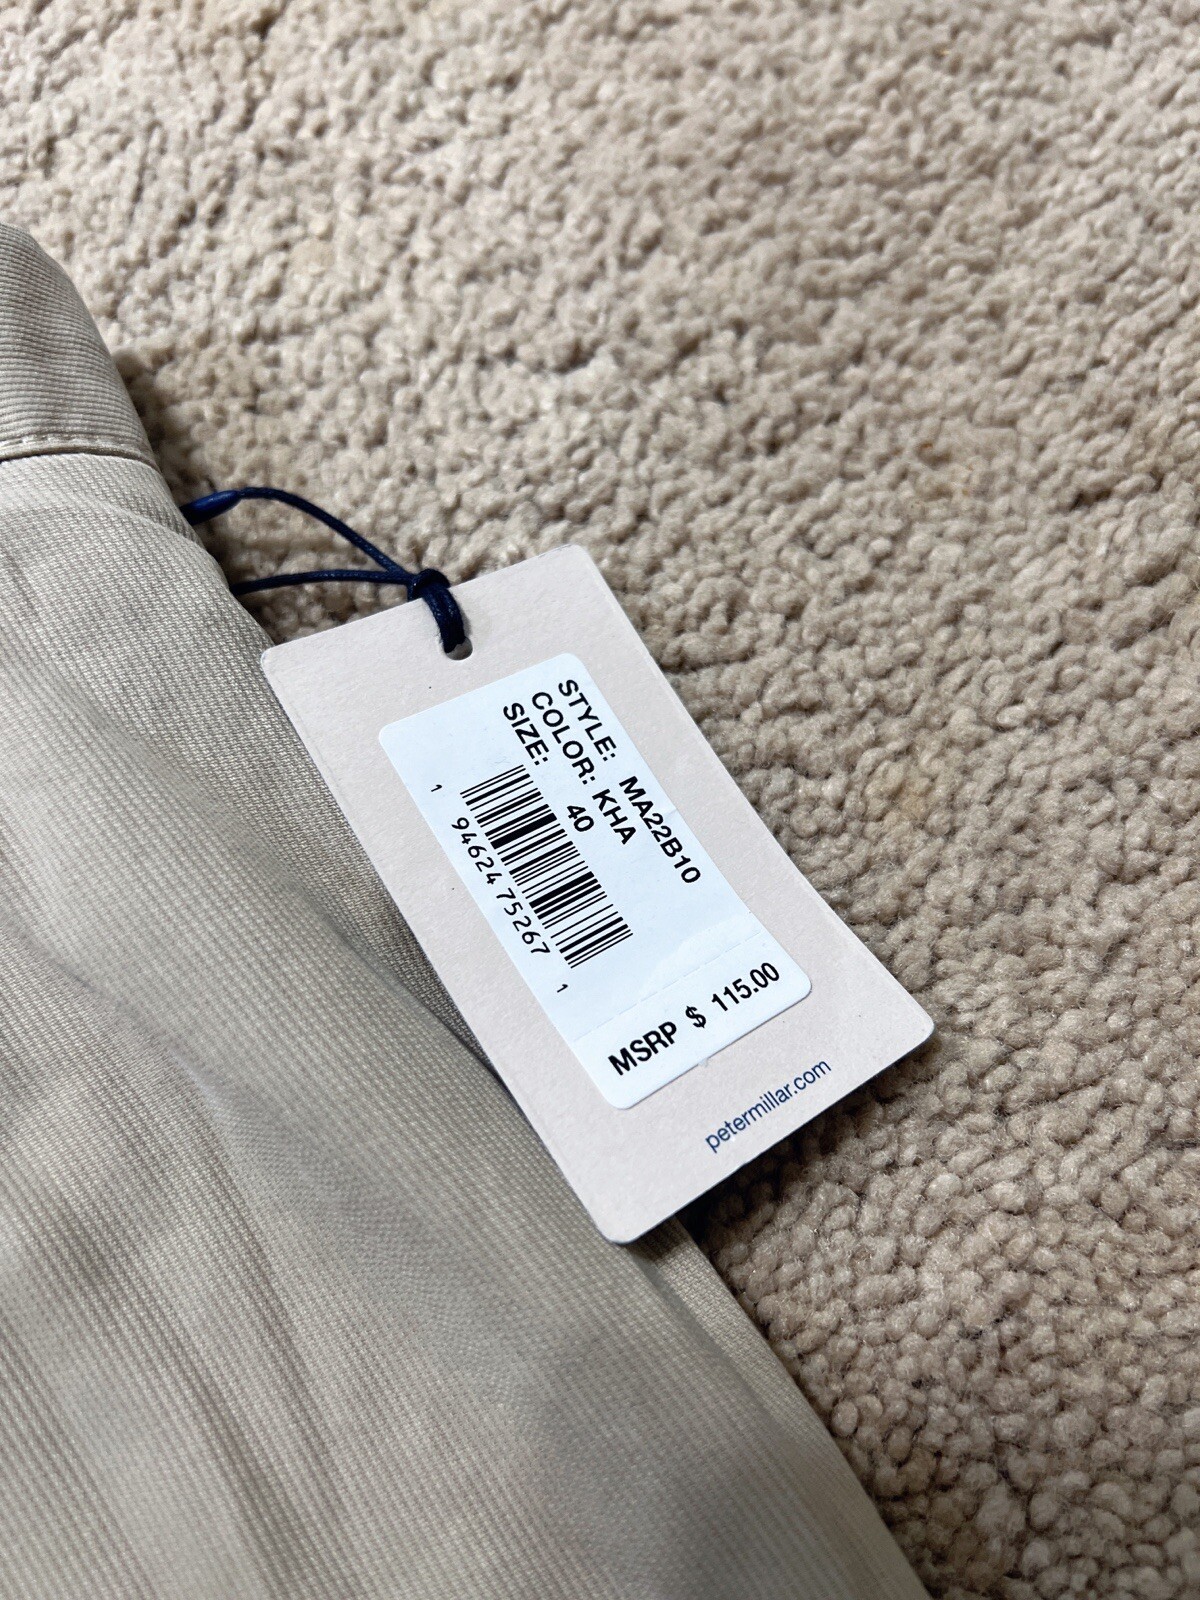 STYLE: MA22B10
COLOR: KHA
SIZE: 40
1 94624 75267 1
MSRP $ 115.00
petermillar.com